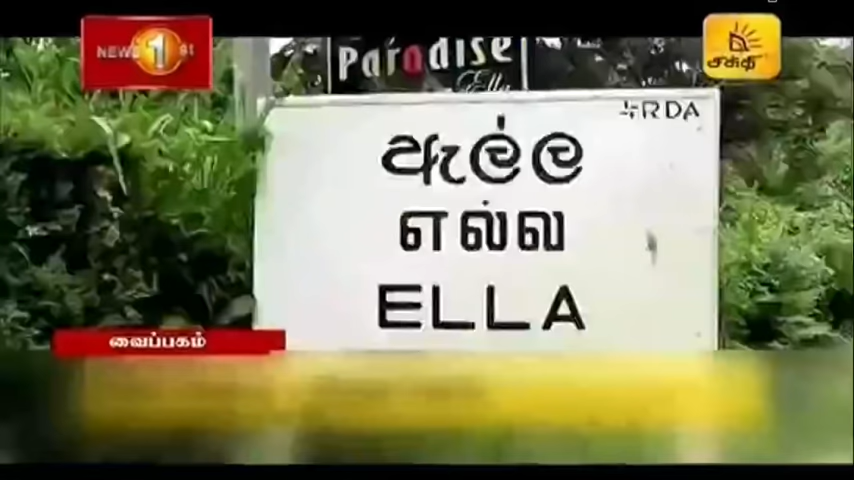 NEWS 1ST
சக்தி
Paradise
Ella
RDA
ඇල්ල
எல்ல
ELLA
வைப்பகம்